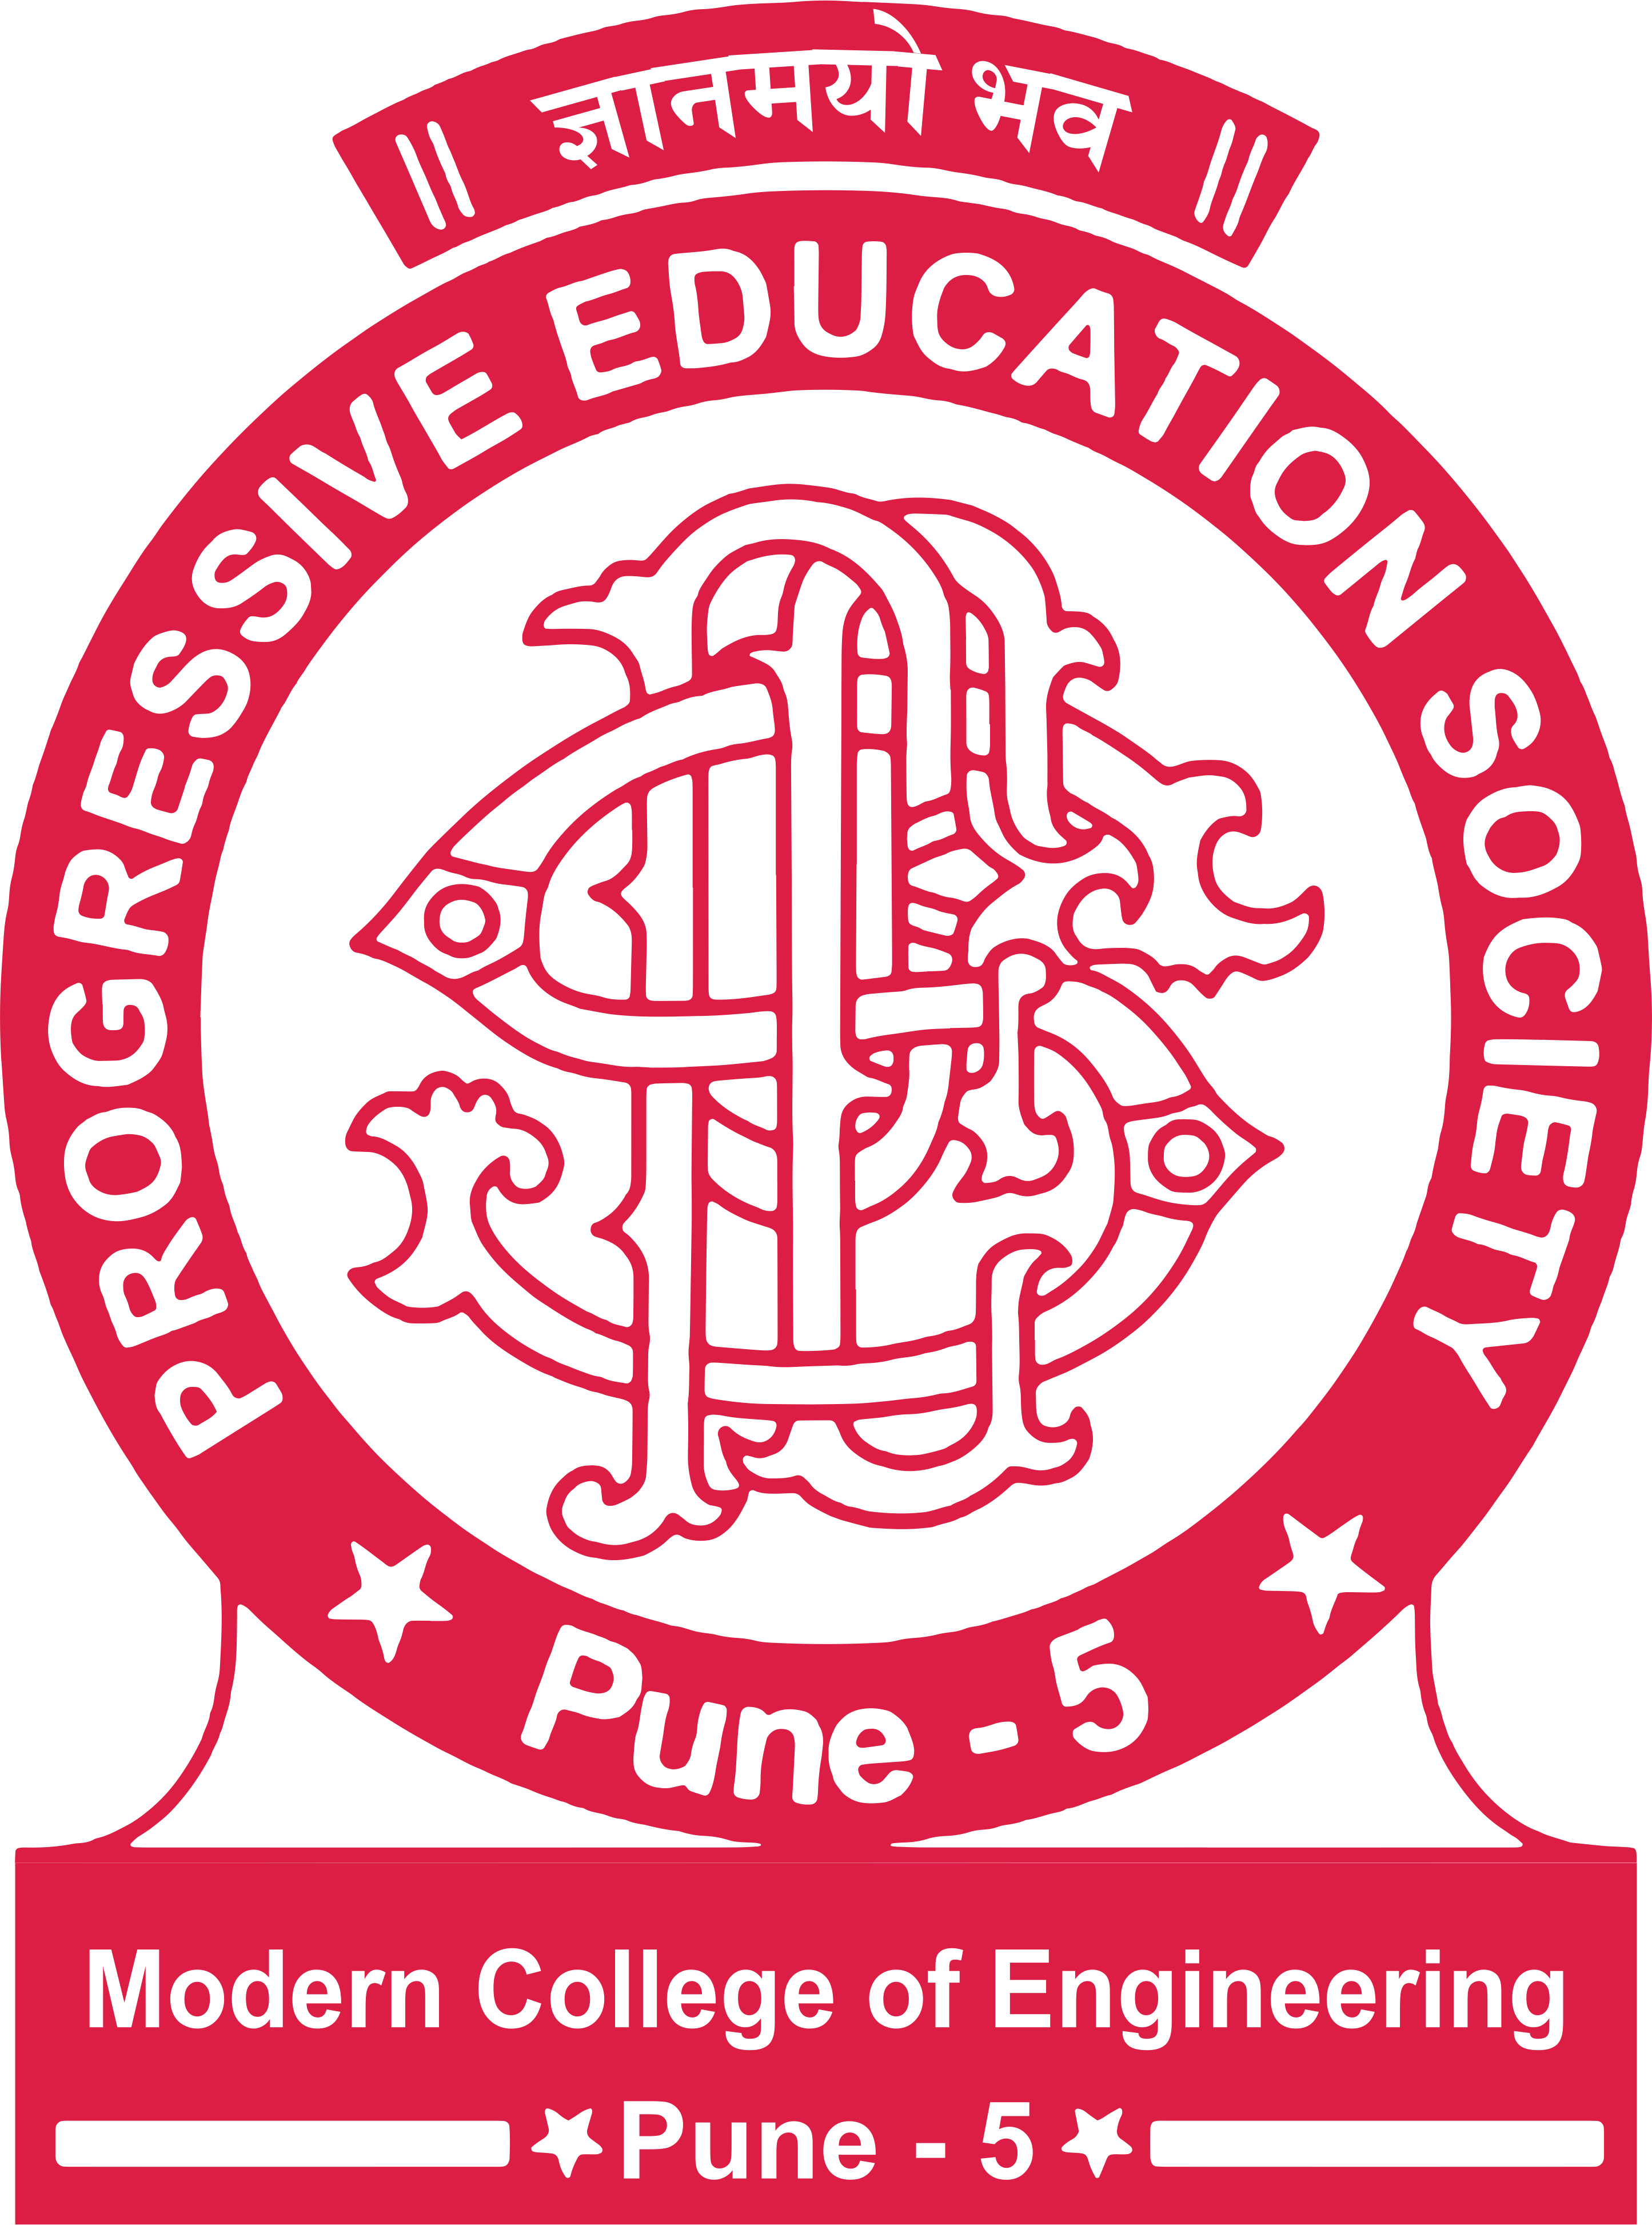 ॥ ज्ञानमयो भव ॥
PROGRESSIVE EDUCATION SOCIETY
Pune - 5
Modern College of Engineering
Pune - 5